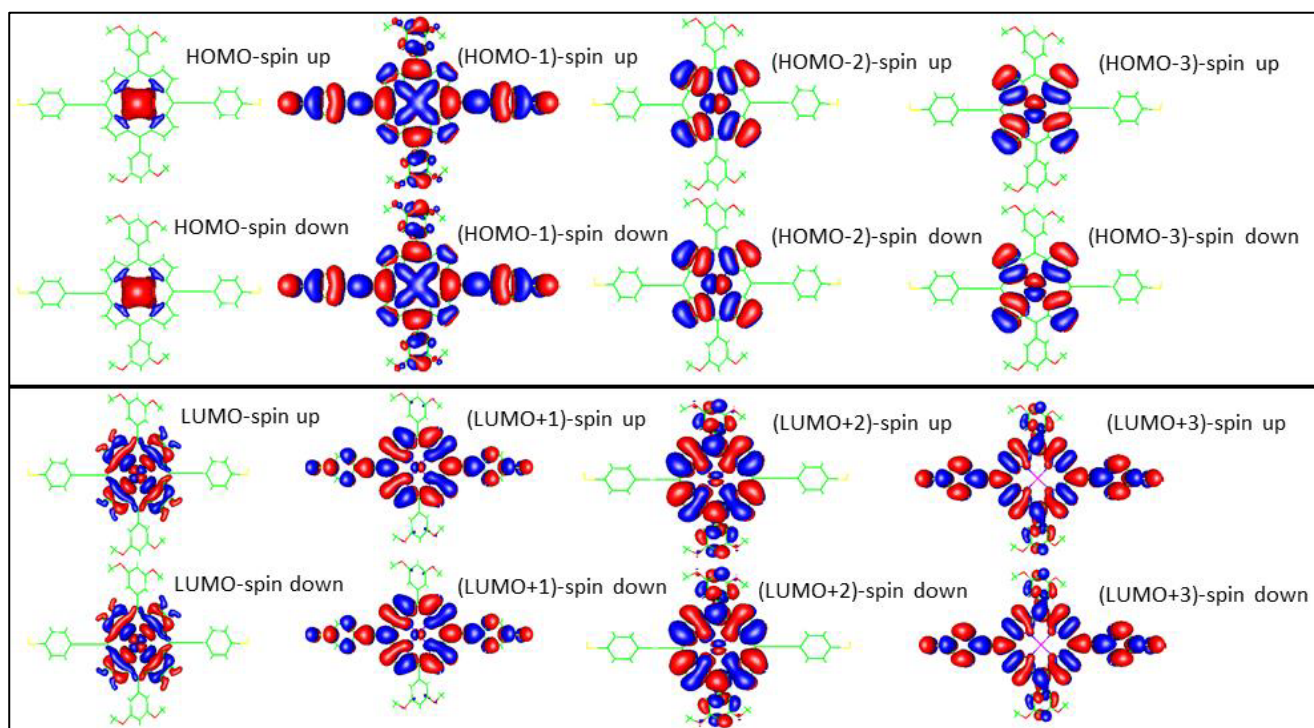 HOMO-spin up
(HOMO-1)-spin up
(HOMO-2)-spin up
(HOMO-3)-spin up
HOMO-spin down
(HOMO-1)-spin down
(HOMO-2)-spin down
(HOMO-3)-spin down
LUMO-spin up
(LUMO+1)-spin up
(LUMO+2)-spin up
(LUMO+3)-spin up
LUMO-spin down
(LUMO+1)-spin down
(LUMO+2)-spin down
(LUMO+3)-spin down